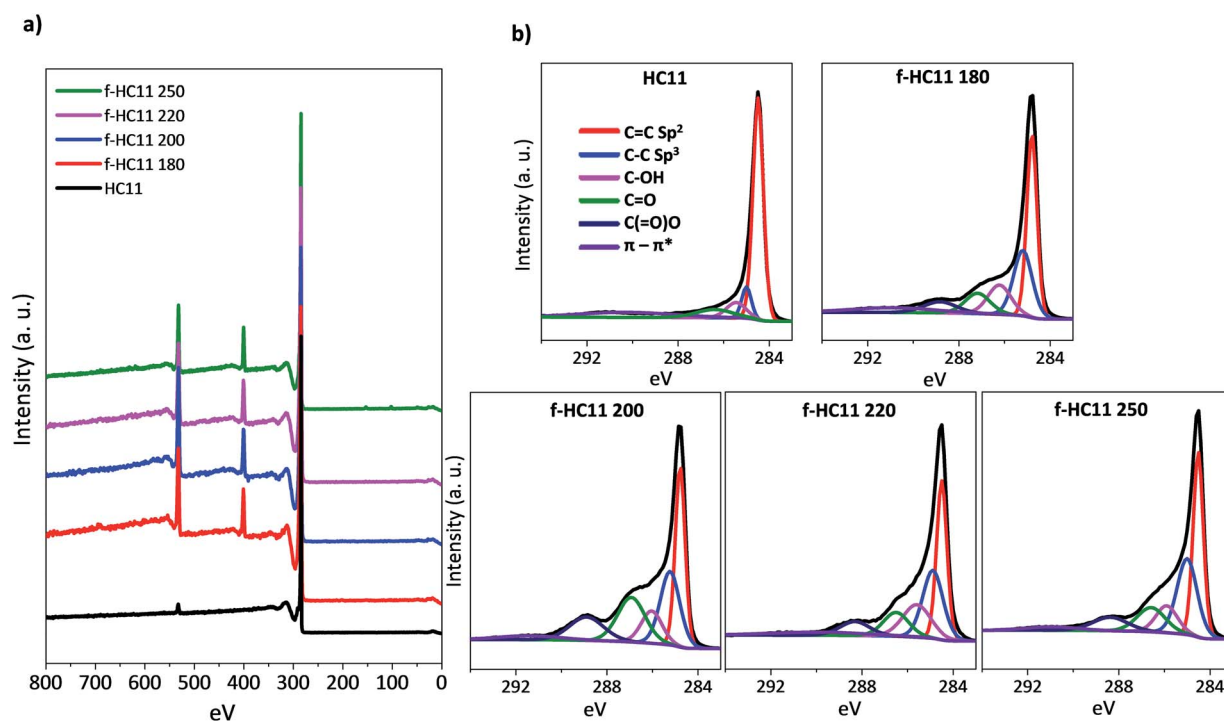 a)
f-HC11 250
f-HC11 220
f-HC11 200
f-HC11 180
HC11
Intensity (a. u.)
800 700 600 500 400 300 200 100 0
eV
b)
HC11
C=C Sp²
C-C Sp³
C-OH
C=O
C(=O)O
π – π*
Intensity (a. u.)
292 288 284
eV
f-HC11 180
292 288 284
eV
f-HC11 200
Intensity (a. u.)
292 288 284
eV
f-HC11 220
292 288 284
eV
f-HC11 250
292 288 284
eV